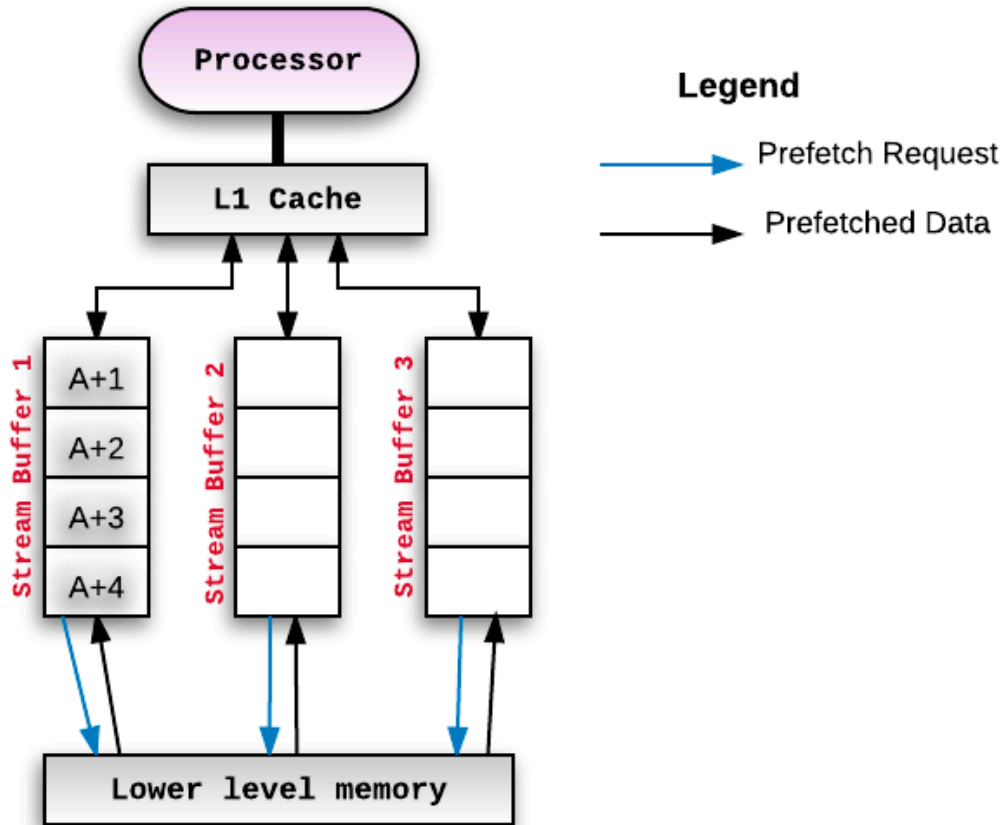 Processor
Legend
Prefetch Request
L1 Cache
Prefetched Data
Stream Buffer 1
A+1
A+2
A+3
A+4
Stream Buffer 2
Stream Buffer 3
Lower level memory